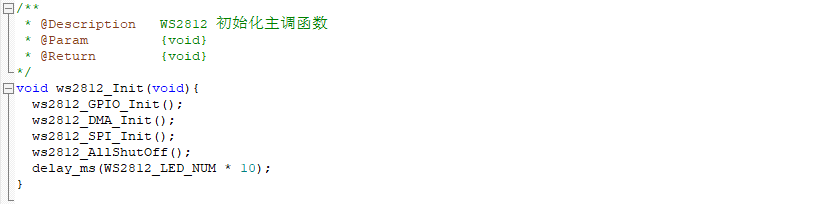 /**
 * @Description   WS2812 初始化主调函数
 * @Param         {void}
 * @Return        {void}
*/
void ws2812_Init(void){
  ws2812_GPIO_Init();
  ws2812_DMA_Init();
  ws2812_SPI_Init();
  ws2812_AllShutOff();
  delay_ms(WS2812_LED_NUM * 10);
}